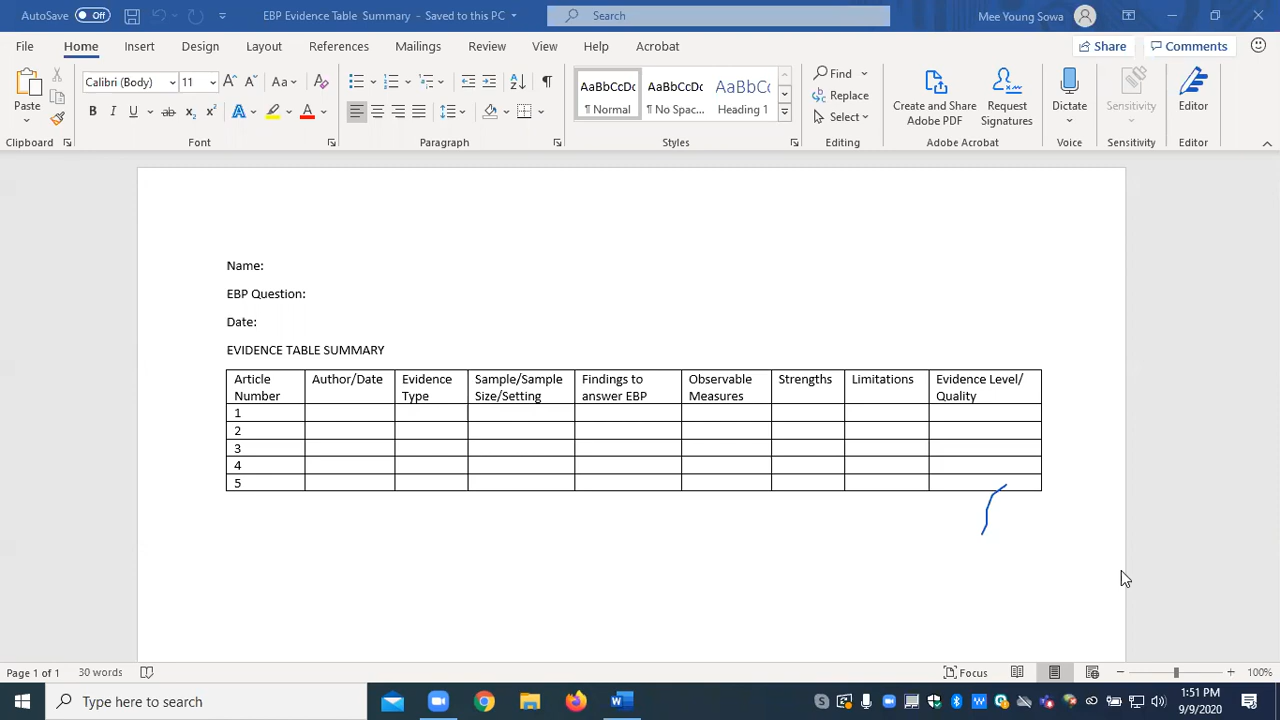 AutoSave Off EBP Evidence Table Summary - Saved to this PC Search Mee Young Sowa
File Home Insert Design Layout References Mailings Review View Help Acrobat Share Comments
Calibri (Body) 11 Aa
Paste
B I U ab x₂ x² A A
AaBbCcDc AaBbCcDc AaBbCc
¶ Normal ¶ No Spac... Heading 1
Find
Replace
Select
Create and Share Adobe PDF
Request Signatures
Dictate
Sensitivity
Editor
Clipboard Font Paragraph Styles Editing Adobe Acrobat Voice Sensitivity Editor
Name:
EBP Question:
Date:
EVIDENCE TABLE SUMMARY
Article Number Author/Date Evidence Type Sample/Sample Size/Setting Findings to answer EBP Observable Measures Strengths Limitations Evidence Level/ Quality
1
2
3
4
5
Page 1 of 1 30 words Focus 100%
Type here to search
1:51 PM
9/9/2020